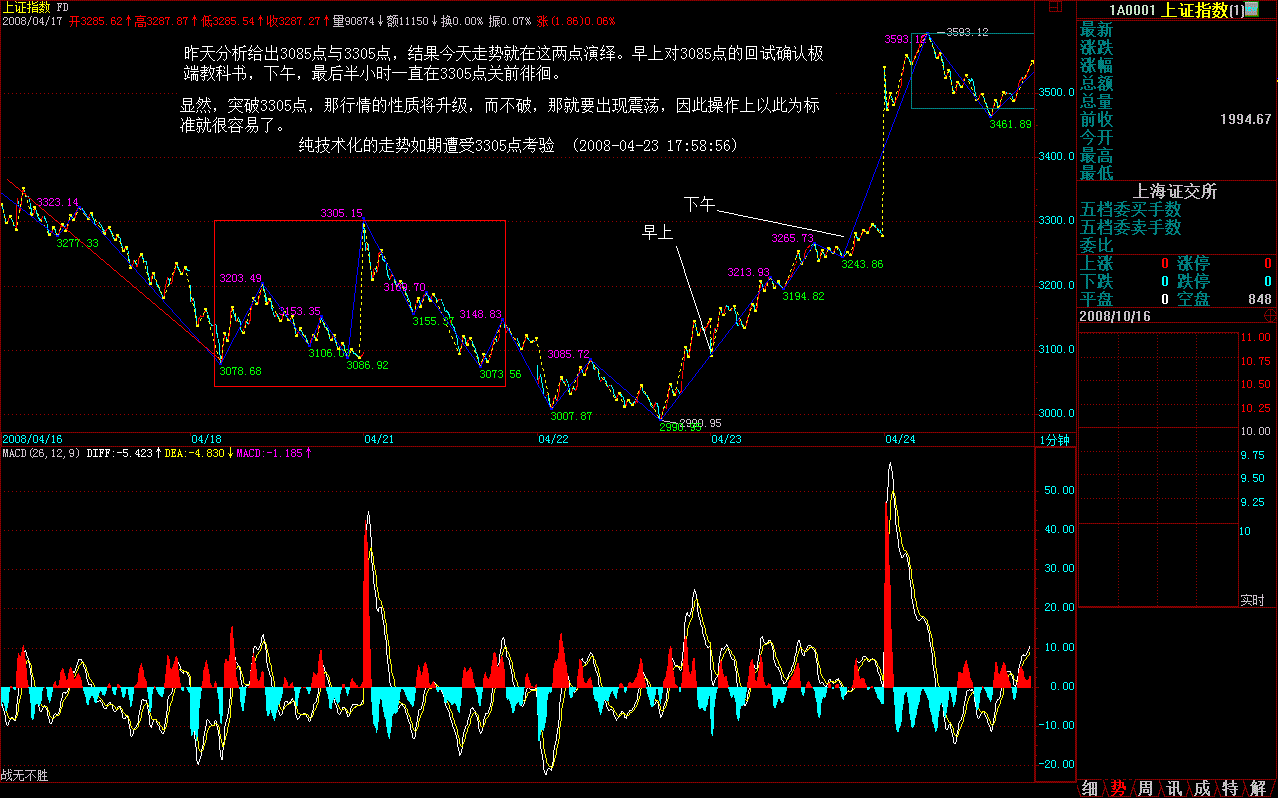 上证指数 FD
2008/04/17 开3285.62↑高3287.87↑低3285.54↑收3287.27↑量90874↓额11150↓换0.00% 振0.07% 涨(1.86)0.06%
昨天分析给出3085点与3305点，结果今天走势就在这两点演绎。早上对3085点的回试确认极
端教科书，下午，最后半小时一直在3305点关前徘徊。
显然，突破3305点，那行情的性质将升级，而不破，那就要出现震荡，因此操作上以此为标
准就很容易了。
纯技术化的走势如期遭受3305点考验 （2008-04-23 17:58:56）
3593.12
3593.12
3461.89
下午
早上
3323.14
3277.33
3305.15
3203.49
3153.35
3106.0
3086.92
3078.68
3155.37
3148.83
3073.56
3085.72
3007.87
2990.95
2990.95
3213.93
3265.73
3194.82
3243.86
3500.0
3400.0
3300.0
3200.0
3100.0
3000.0
2008/04/16
04/18
04/21
04/22
04/23
04/24
1分钟
MACD(26,12,9) DIFF:-5.423↑DEA:-4.830↓MACD:-1.185↑
50.00
40.00
30.00
20.00
10.00
0.00
-10.00
-20.00
战无不胜
1A0001 上证指数(1)
最新
涨跌
涨幅
总额
总量
前收 1994.67
今开
最高
最低
上海证交所
五档委买手数
五档委卖手数
委比
上涨 0 涨停 0
下跌 0 跌停 0
平盘 0 空盘 848
2008/10/16
11.00
10.75
10.50
10.25
10.00
9.75
9.50
9.25
10
实时
细 势 周 讯 成 特 解